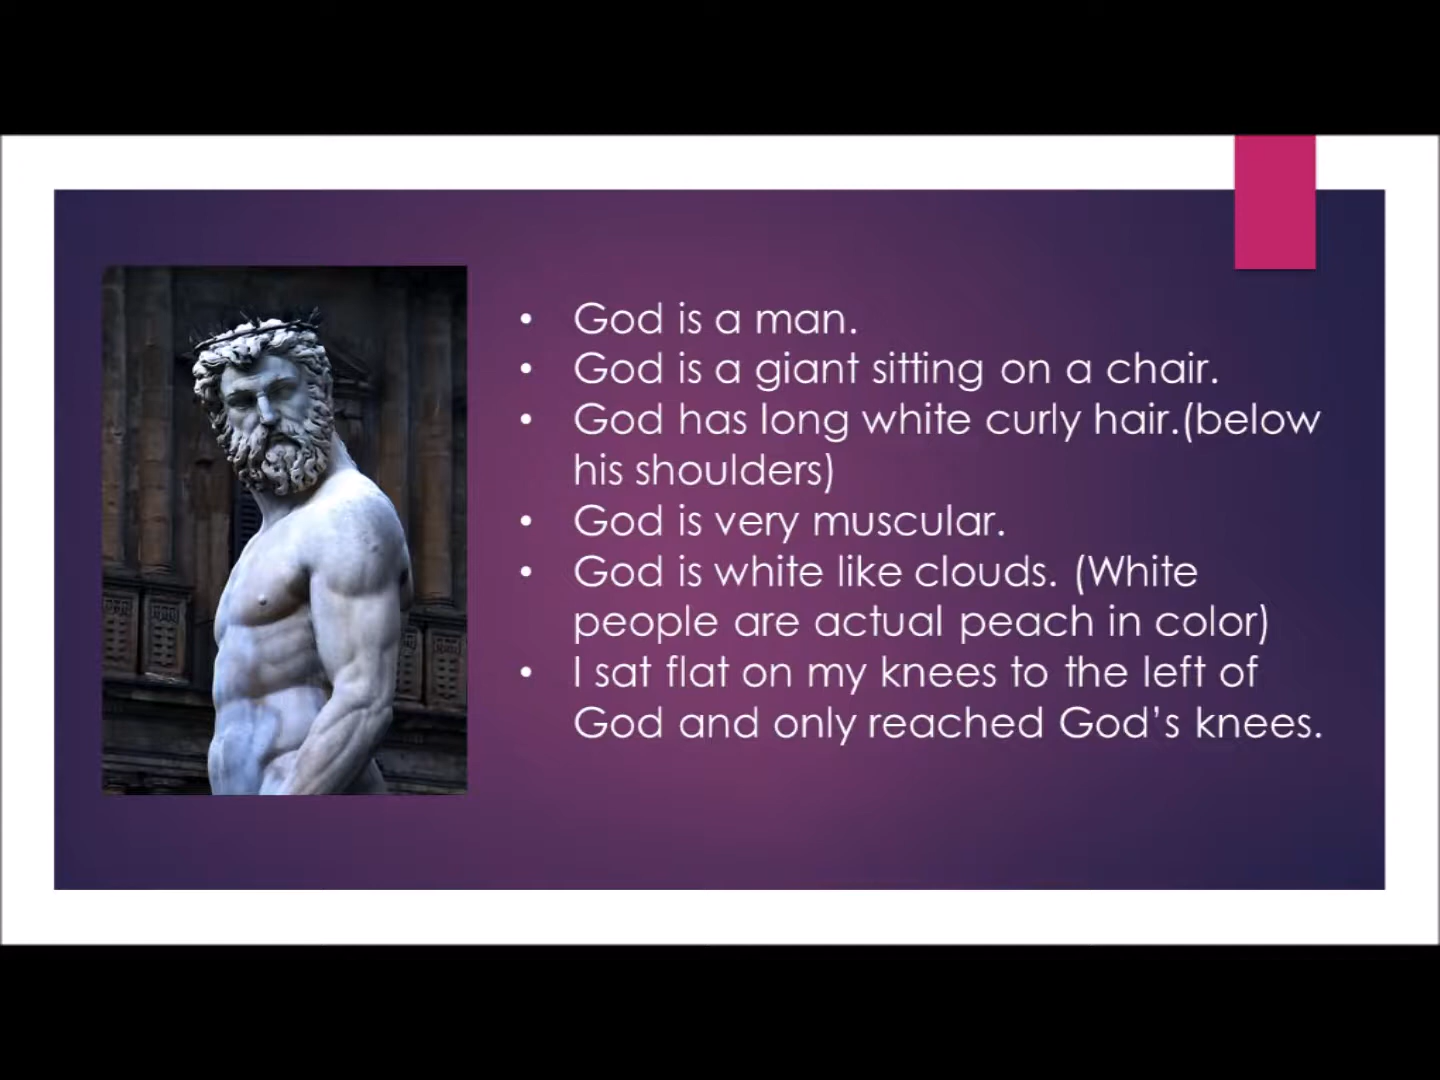 • God is a man.
• God is a giant sitting on a chair.
• God has long white curly hair.(below
his shoulders)
• God is very muscular.
• God is white like clouds. (White
people are actual peach in color)
• I sat flat on my knees to the left of
God and only reached God’s knees.